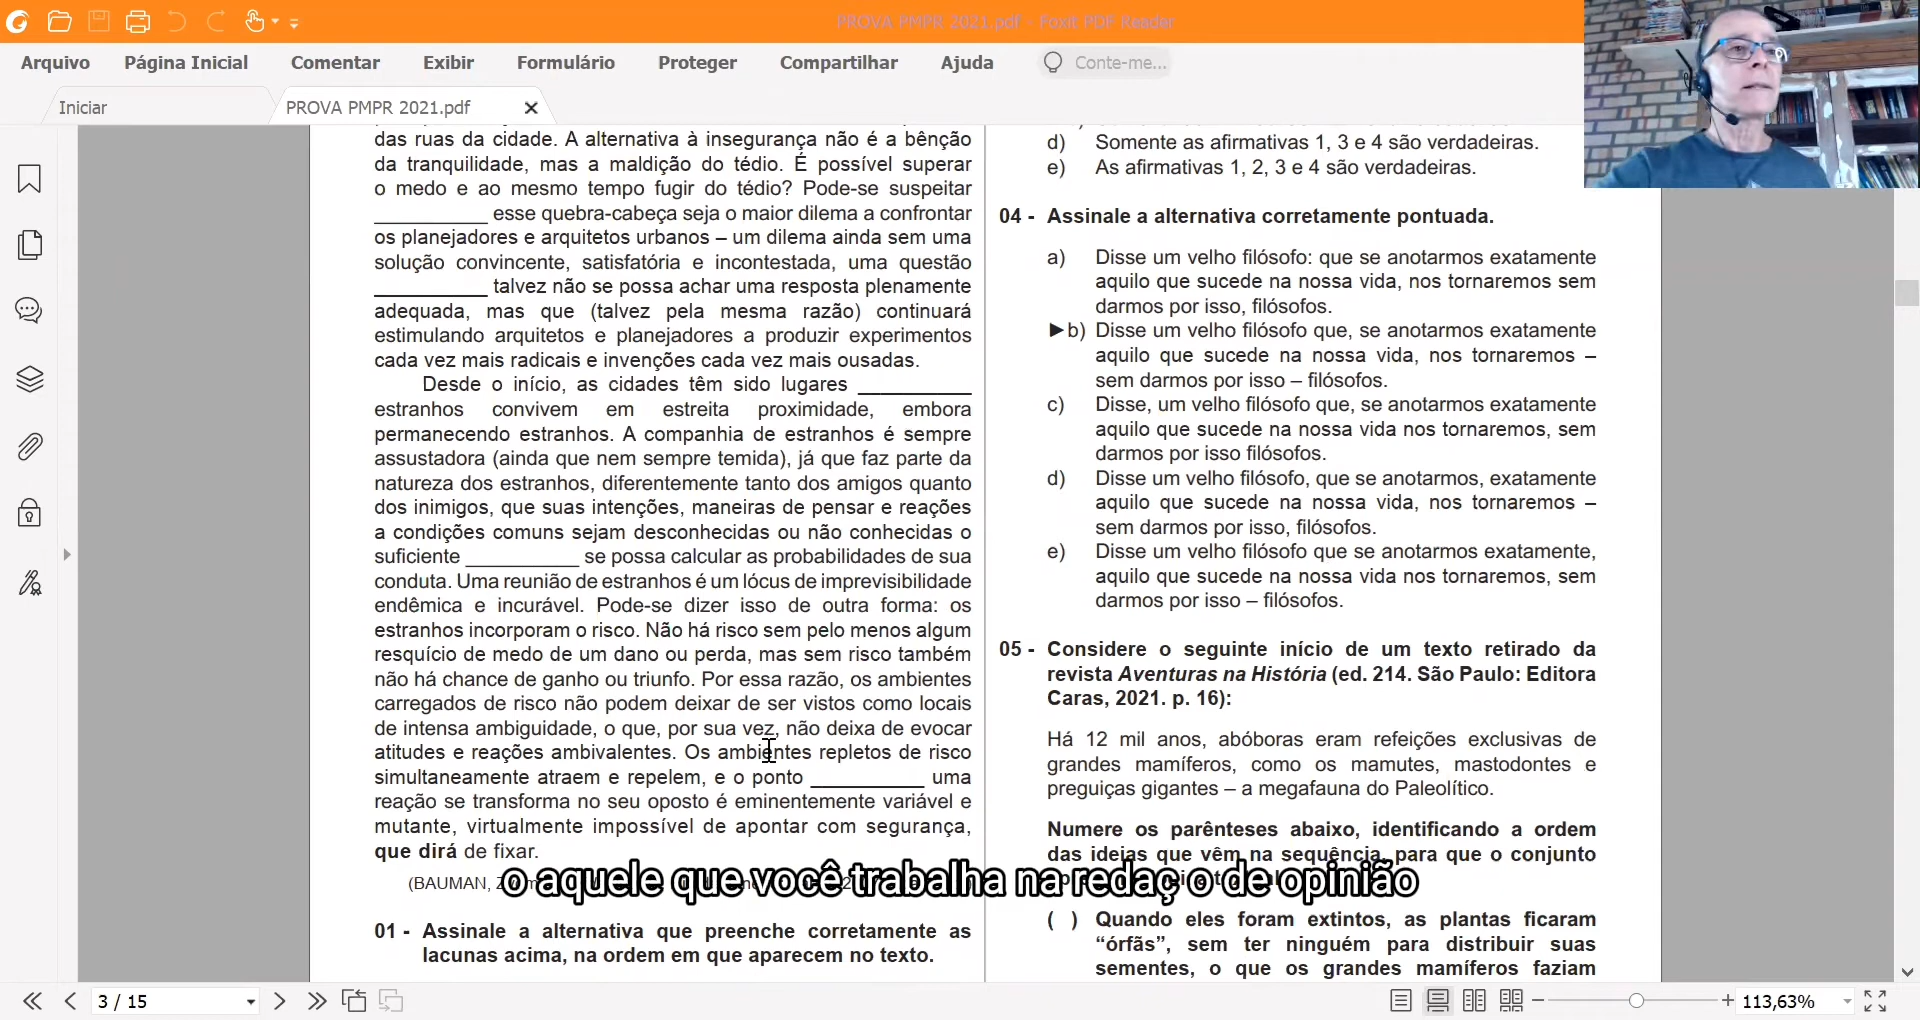 PROVA PMPR 2021.pdf - Foxit PDF Reader
Arquivo Página Inicial Comentar Exibir Formulário Proteger Compartilhar Ajuda Conte-me...
Iniciar
PROVA PMPR 2021.pdf
das ruas da cidade. A alternativa à insegurança não é a bênção
da tranquilidade, mas a maldição do tédio. É possível superar
o medo e ao mesmo tempo fugir do tédio? Pode-se suspeitar
__________ esse quebra-cabeça seja o maior dilema a confrontar
os planejadores e arquitetos urbanos – um dilema ainda sem uma
solução convincente, satisfatória e incontestada, uma questão
__________ talvez não se possa achar uma resposta plenamente
adequada, mas que (talvez pela mesma razão) continuará
estimulando arquitetos e planejadores a produzir experimentos
cada vez mais radicais e invenções cada vez mais ousadas.
Desde o início, as cidades têm sido lugares __________
estranhos convivem em estreita proximidade, embora
permanecendo estranhos. A companhia de estranhos é sempre
assustadora (ainda que nem sempre temida), já que faz parte da
natureza dos estranhos, diferentemente tanto dos amigos quanto
dos inimigos, que suas intenções, maneiras de pensar e reações
a condições comuns sejam desconhecidas ou não conhecidas o
suficiente __________ se possa calcular as probabilidades de sua
conduta. Uma reunião de estranhos é um lócus de imprevisibilidade
endêmica e incurável. Pode-se dizer isso de outra forma: os
estranhos incorporam o risco. Não há risco sem pelo menos algum
resquício de medo de um dano ou perda, mas sem risco também
não há chance de ganho ou triunfo. Por essa razão, os ambientes
carregados de risco não podem deixar de ser vistos como locais
de intensa ambiguidade, o que, por sua vez, não deixa de evocar
atitudes e reações ambivalentes. Os ambientes repletos de risco
simultaneamente atraem e repelem, e o ponto __________ uma
reação se transforma no seu oposto é eminentemente variável e
mutante, virtualmente impossível de apontar com segurança,
que dirá de fixar.
(BAUMAN,
01 - Assinale a alternativa que preenche corretamente as
lacunas acima, na ordem em que aparecem no texto.
d) Somente as afirmativas 1, 3 e 4 são verdadeiras.
e) As afirmativas 1, 2, 3 e 4 são verdadeiras.
04 - Assinale a alternativa corretamente pontuada.
a) Disse um velho filósofo: que se anotarmos exatamente
aquilo que sucede na nossa vida, nos tornaremos sem
darmos por isso, filósofos.
►b) Disse um velho filósofo que, se anotarmos exatamente
aquilo que sucede na nossa vida, nos tornaremos –
sem darmos por isso – filósofos.
c) Disse, um velho filósofo que, se anotarmos exatamente
aquilo que sucede na nossa vida nos tornaremos, sem
darmos por isso filósofos.
d) Disse um velho filósofo, que se anotarmos, exatamente
aquilo que sucede na nossa vida, nos tornaremos –
sem darmos por isso, filósofos.
e) Disse um velho filósofo que se anotarmos exatamente,
aquilo que sucede na nossa vida nos tornaremos, sem
darmos por isso – filósofos.
05 - Considere o seguinte início de um texto retirado da
revista Aventuras na História (ed. 214. São Paulo: Editora
Caras, 2021. p. 16):
Há 12 mil anos, abóboras eram refeições exclusivas de
grandes mamíferos, como os mamutes, mastodontes e
preguiças gigantes – a megafauna do Paleolítico.
Numere os parênteses abaixo, identificando a ordem
das ideias que vêm na sequência, para que o conjunto
( ) Quando eles foram extintos, as plantas ficaram
“órfãs”, sem ter ninguém para distribuir suas
sementes, o que os grandes mamíferos faziam
o aquele que você trabalha na redaç o de opinião
3 / 15
113,63%